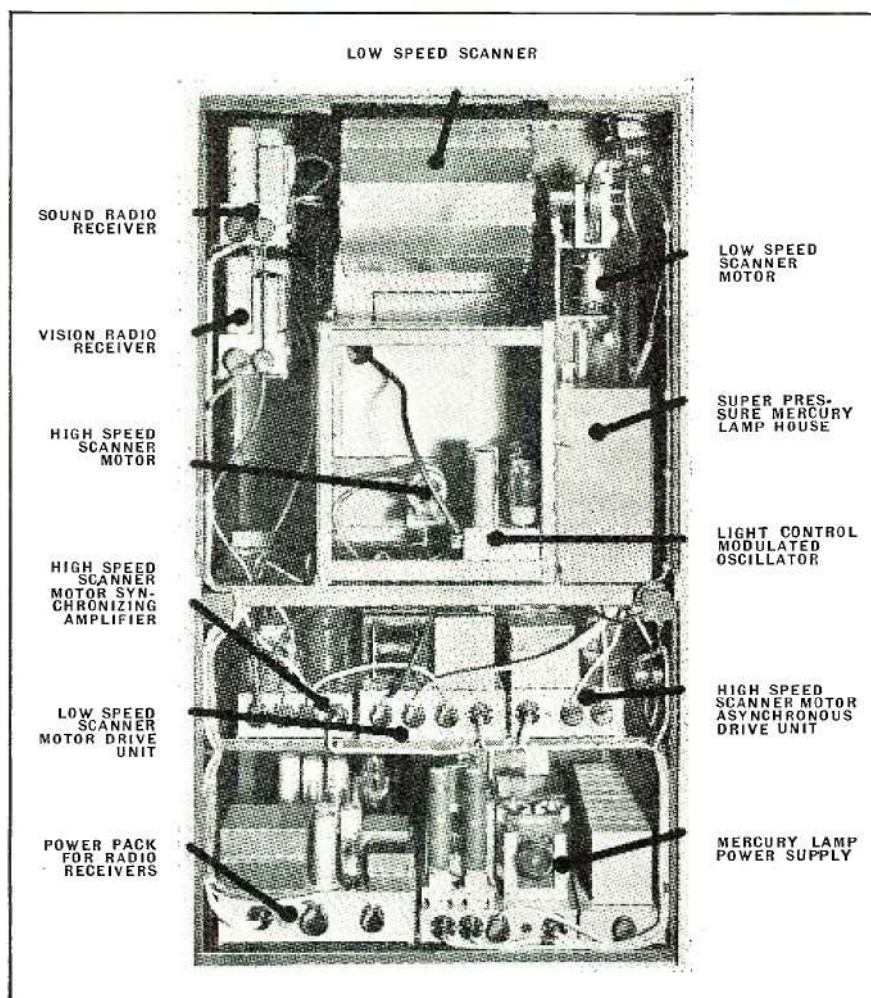 LOW SPEED SCANNER
SOUND RADIO
RECEIVER
VISION RADIO
RECEIVER
HIGH SPEED
SCANNER
MOTOR
HIGH SPEED
SCANNER
MOTOR SYN-
CHRONIZING
AMPLIFIER
LOW SPEED
SCANNER
MOTOR DRIVE
UNIT
POWER PACK
FOR RADIO
RECEIVERS
LOW SPEED
SCANNER
MOTOR
SUPER PRES-
SURE MERCURY
LAMP HOUSE
LIGHT CONTROL
MODULATED
OSCILLATOR
HIGH SPEED
SCANNER MOTOR
ASYNCHRONOUS
DRIVE UNIT
MERCURY LAMP
POWER SUPPLY